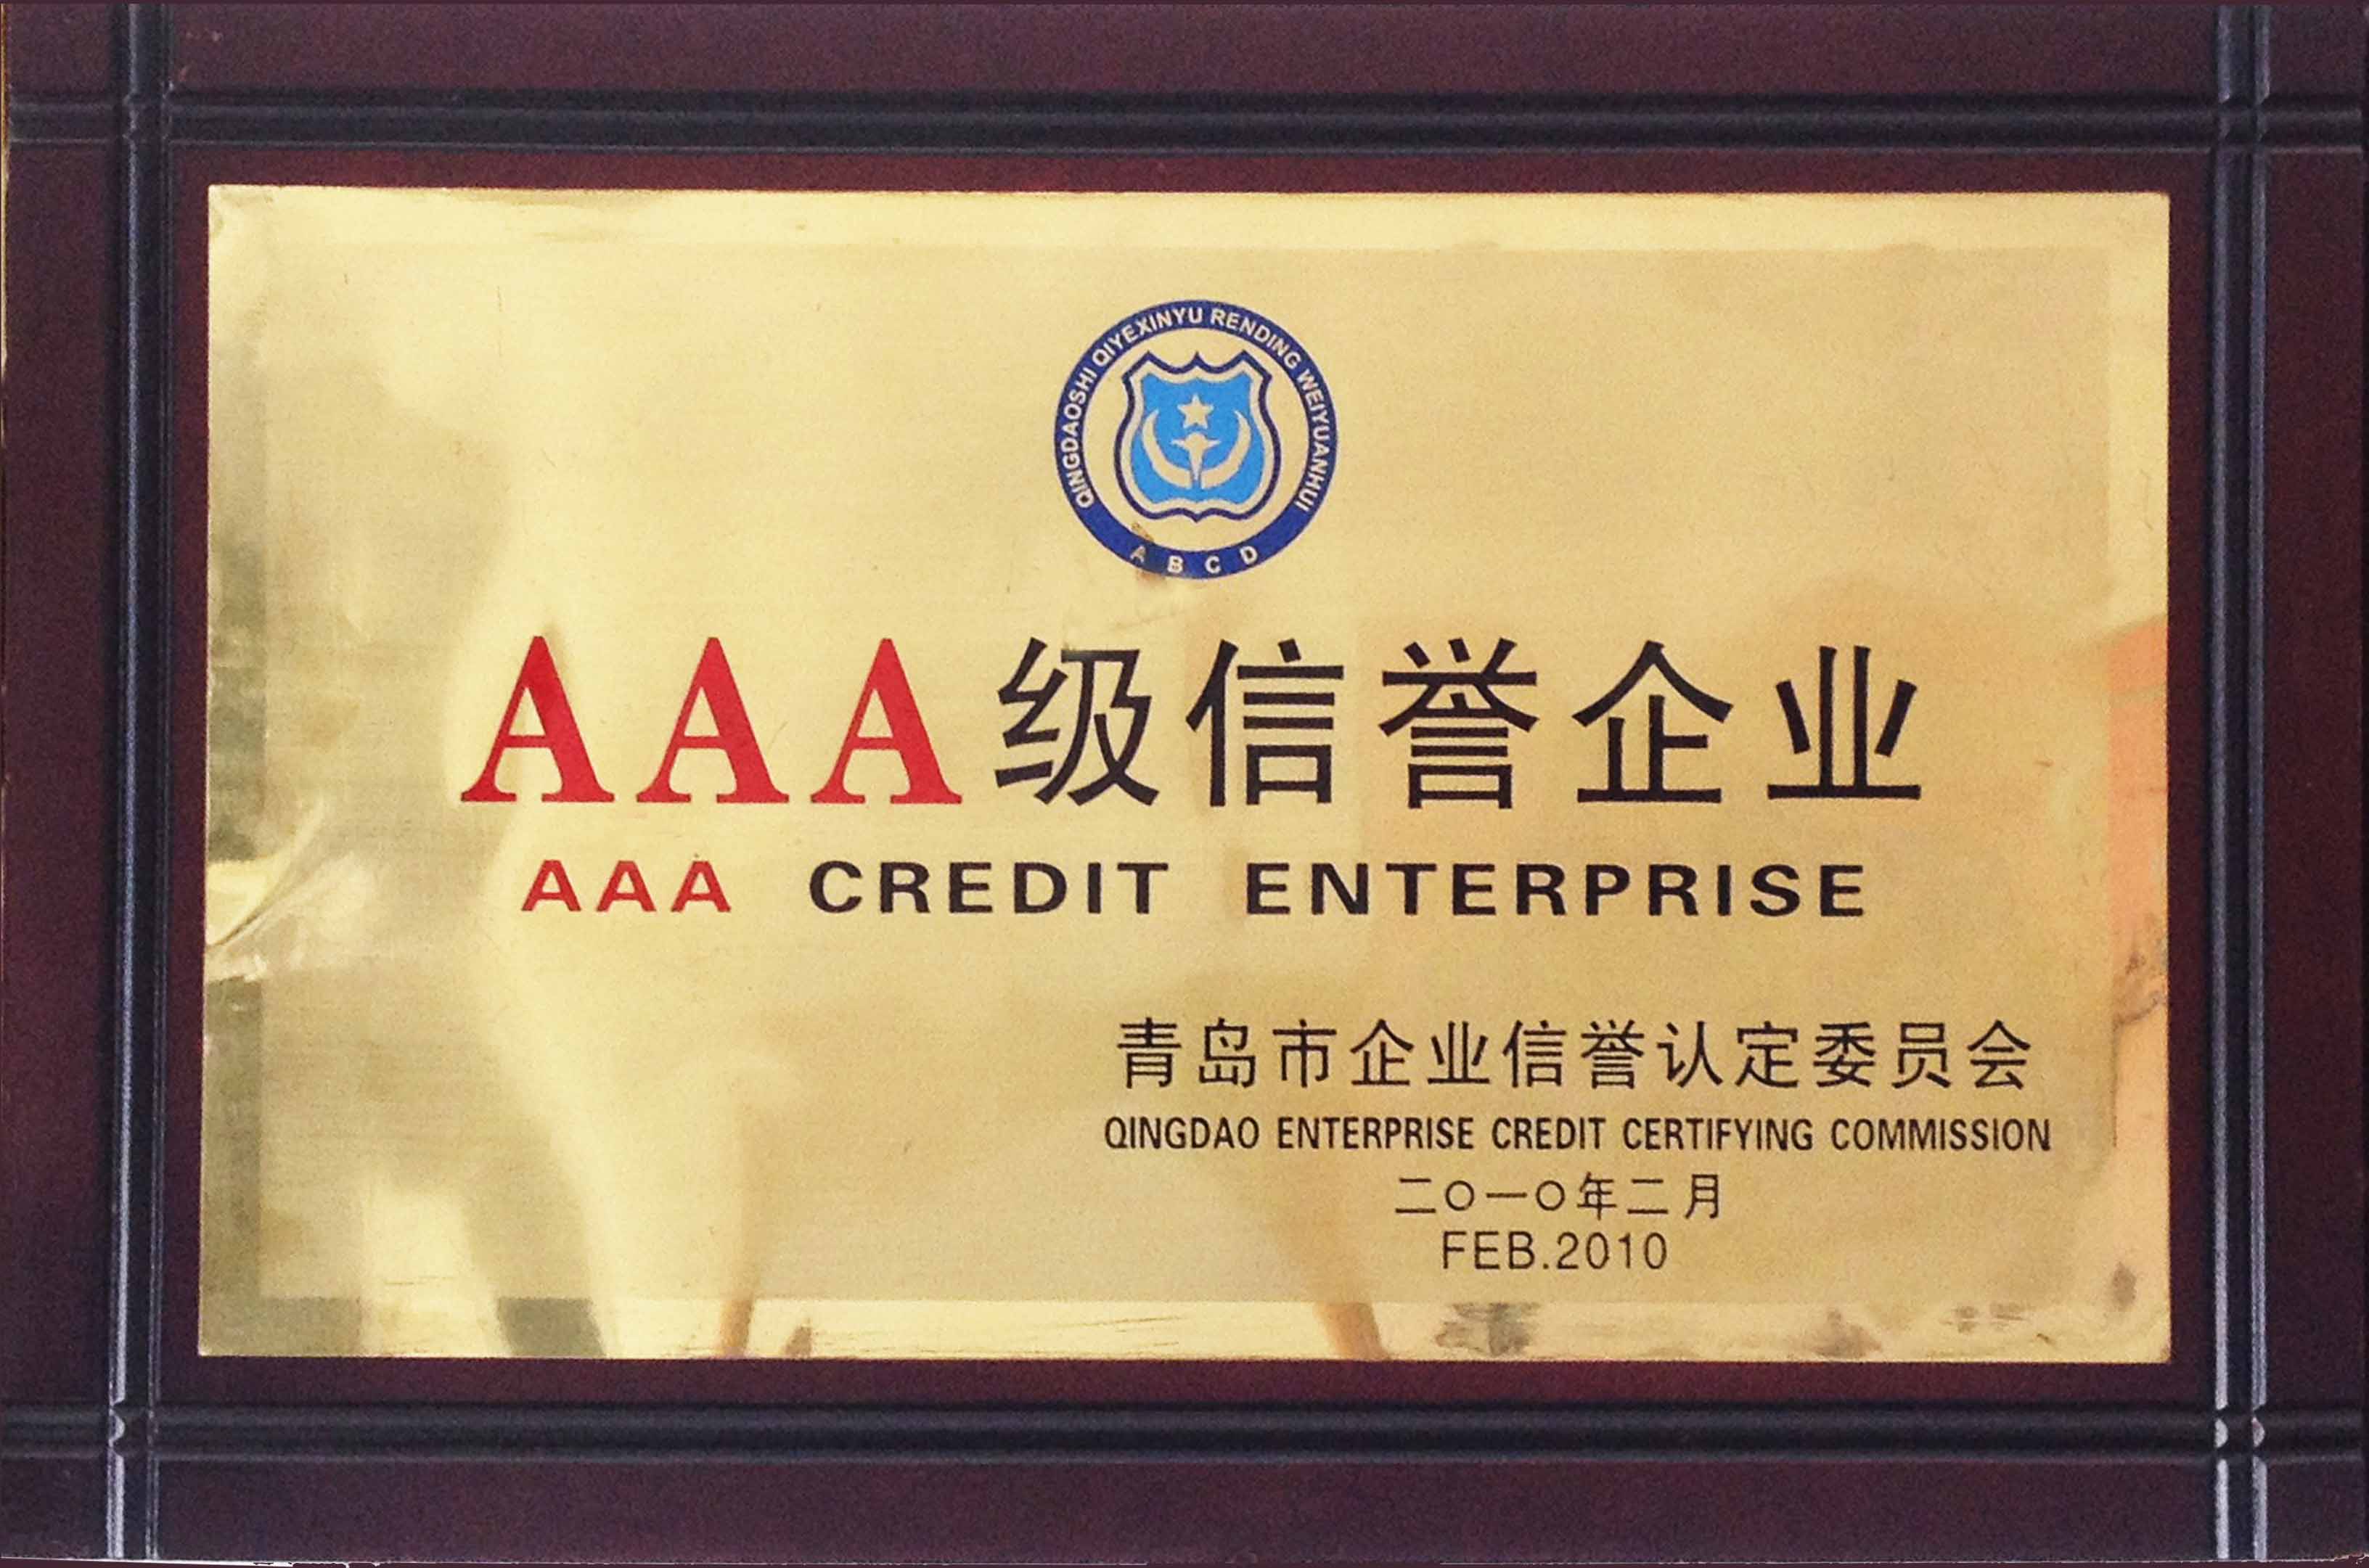 QINGDAOSHI QIYEXINYU RENDING WEIYUANHUI
A B C D
AAA级信誉企业
AAA CREDIT ENTERPRISE
青岛市企业信誉认定委员会
QINGDAO ENTERPRISE CREDIT CERTIFYING COMMISSION
二〇一〇年二月
FEB.2010